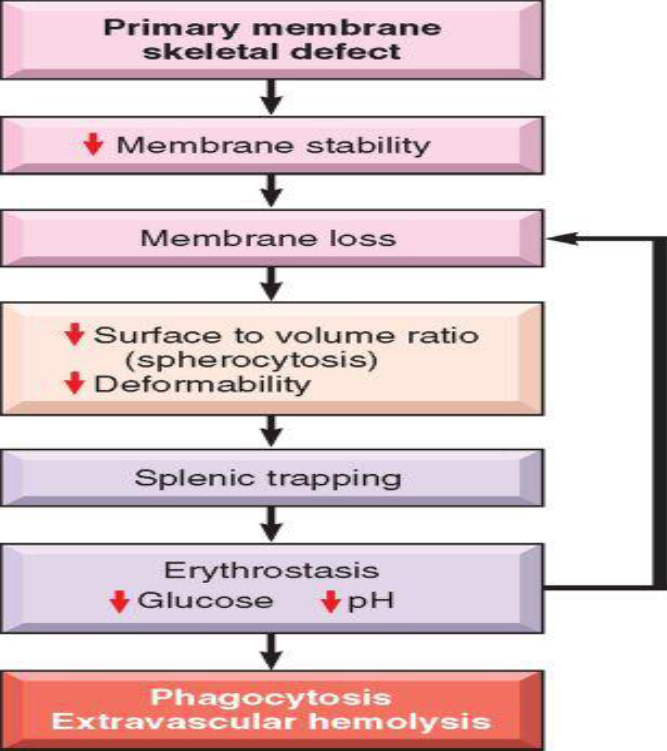 Primary membrane
skeletal defect
↓ Membrane stability
Membrane loss
↓ Surface to volume ratio
(spherocytosis)
↓ Deformability
Splenic trapping
Erythrostasis
↓ Glucose ↓ pH
Phagocytosis
Extravascular hemolysis